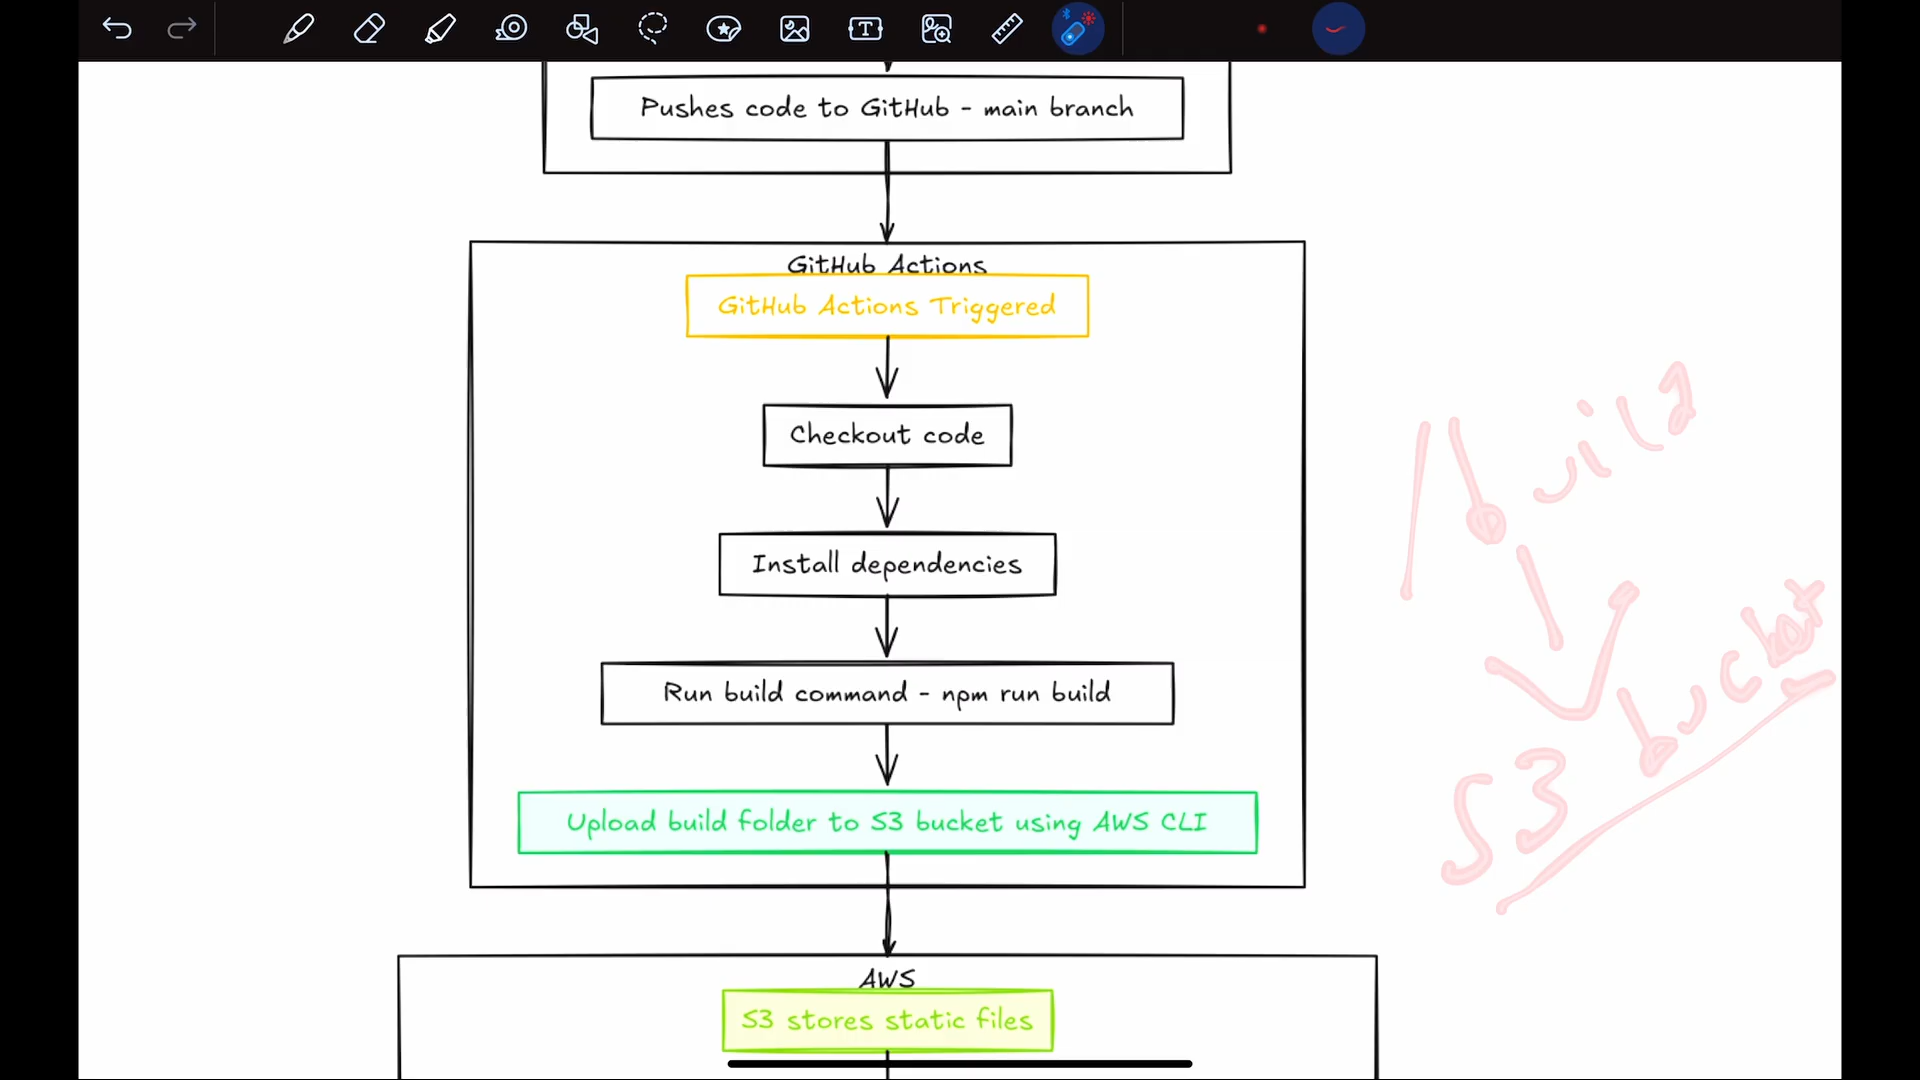 Pushes code to GitHub - main branch
GitHub Actions
GitHub Actions Triggered
Checkout code
Install dependencies
Run build command - npm run build
Upload build folder to S3 bucket using AWS CLI
AWS
S3 stores static files
build
S3 bucket